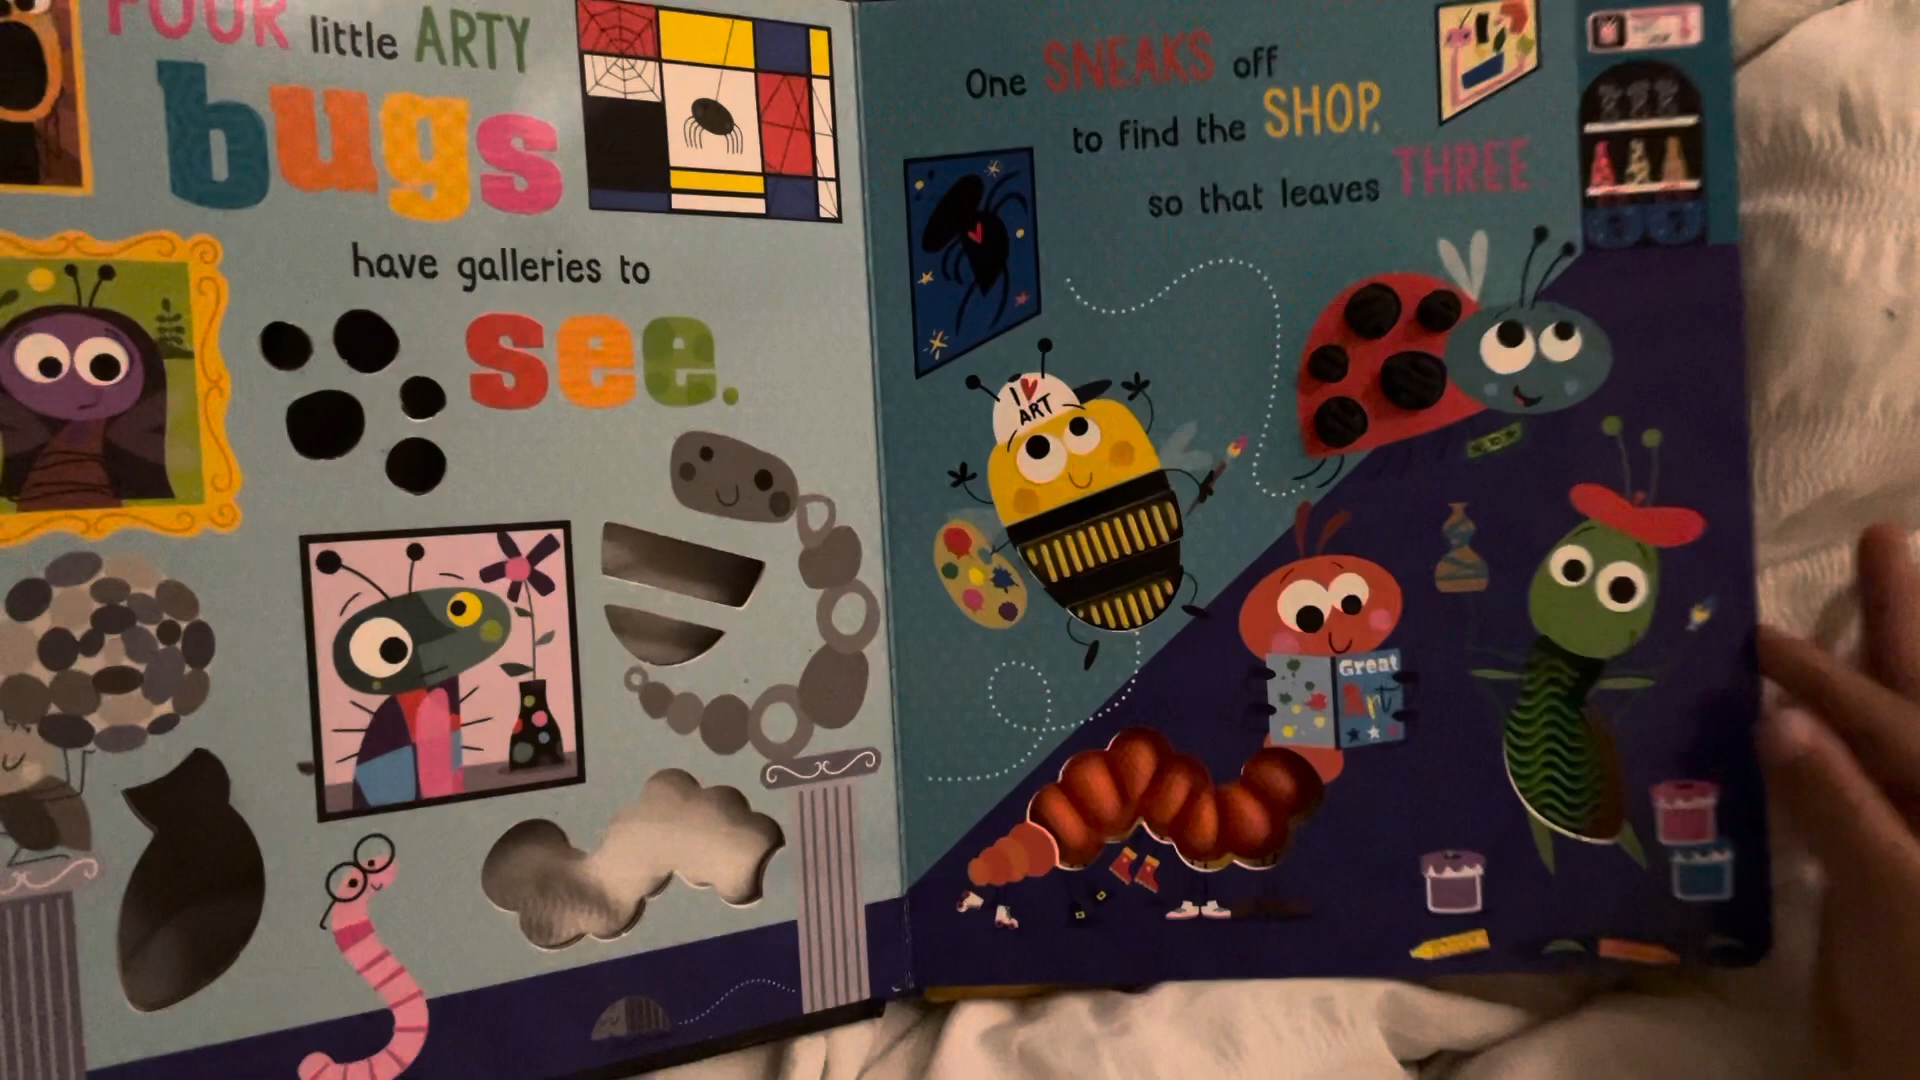 FOUR little ARTY
bugs
have galleries to
see.
One SNEAKS off
to find the SHOP,
so that leaves THREE
I ♥
ART
Great
Art